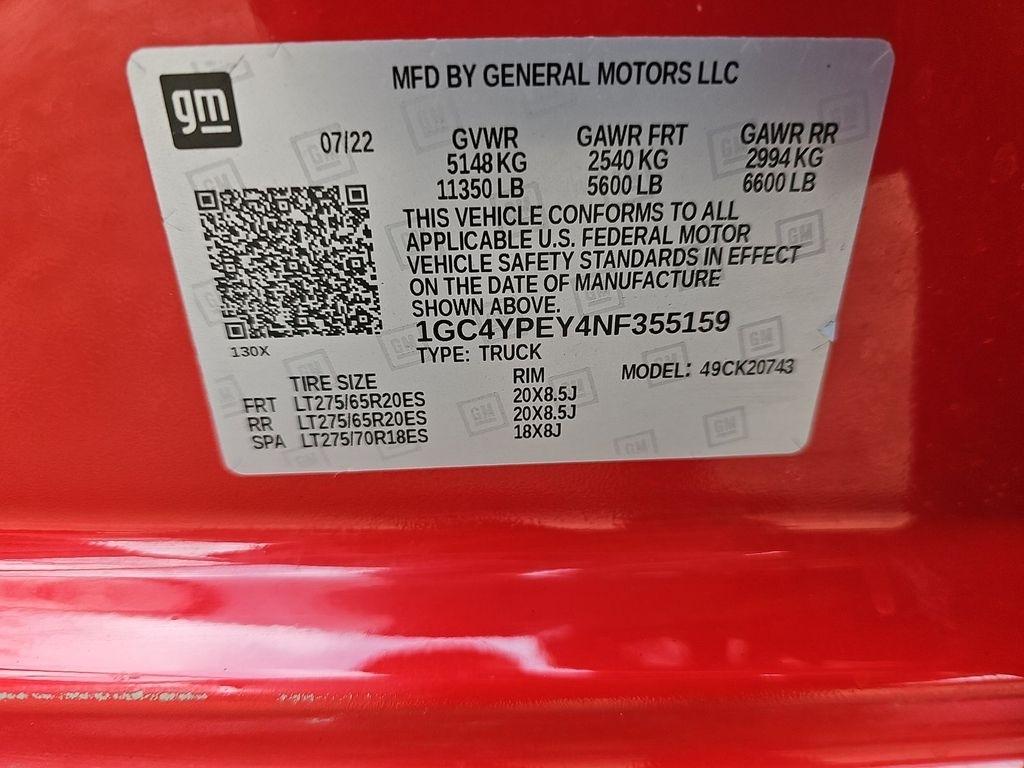 MFD BY GENERAL MOTORS LLC
gm
07/22 GVWR GAWR FRT GAWR RR
5148 KG 2540 KG 2994 KG
11350 LB 5600 LB 6600 LB
THIS VEHICLE CONFORMS TO ALL
APPLICABLE U.S. FEDERAL MOTOR
VEHICLE SAFETY STANDARDS IN EFFECT
ON THE DATE OF MANUFACTURE
SHOWN ABOVE.
1GC4YPEY4NF355159
130X
TYPE: TRUCK
MODEL: 49CK20743
TIRE SIZE RIM
FRT LT275/65R20ES 20X8.5J
RR LT275/65R20ES 20X8.5J
SPA LT275/70R18ES 18X8J